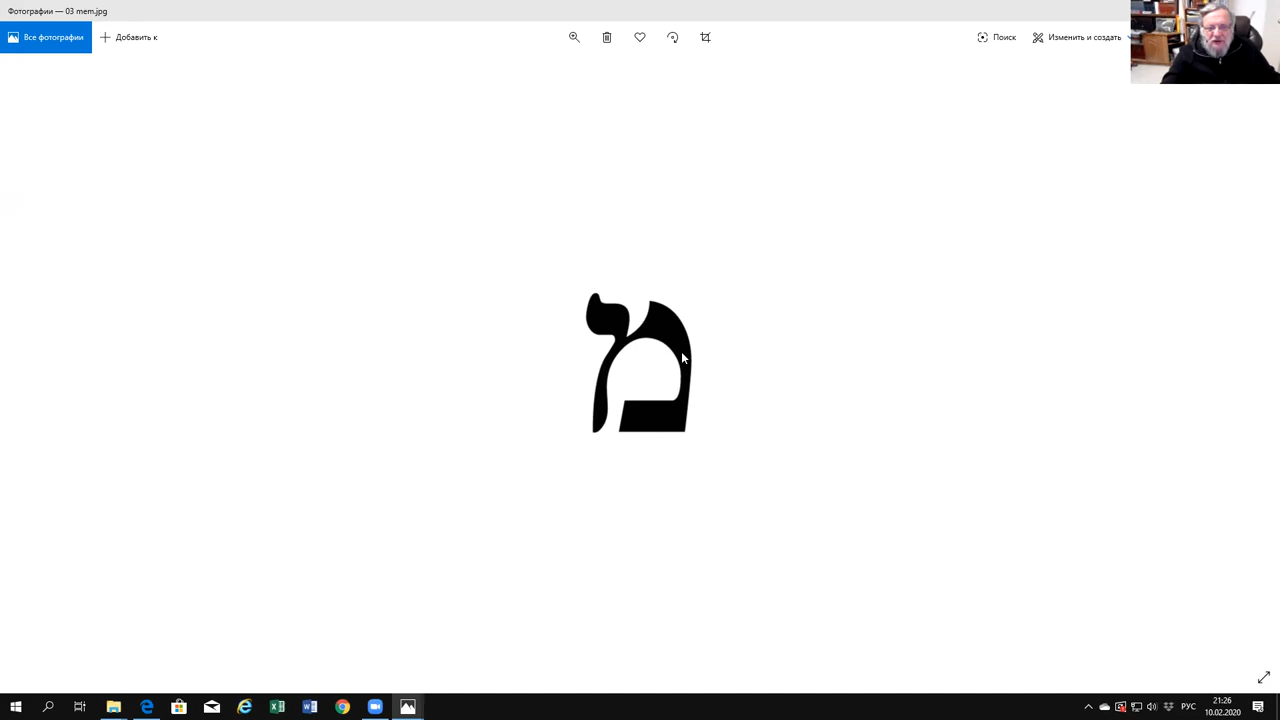 Фотографии — 03 mem.jpg
Все фотографии
Добавить к
Поиск
Изменить и создать
מ
РУС
21:26
10.02.2020